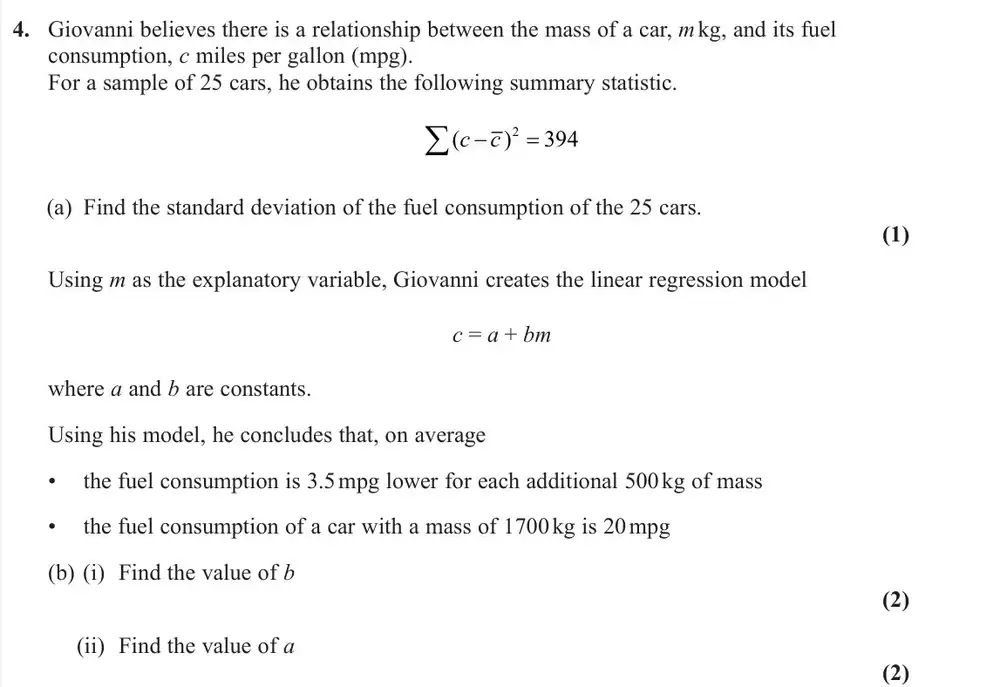 4. Giovanni believes there is a relationship between the mass of a car, m kg, and its fuel
consumption, c miles per gallon (mpg).
For a sample of 25 cars, he obtains the following summary statistic.
∑(c − c̄)² = 394
(a) Find the standard deviation of the fuel consumption of the 25 cars.
(1)
Using m as the explanatory variable, Giovanni creates the linear regression model
c = a + bm
where a and b are constants.
Using his model, he concludes that, on average
• the fuel consumption is 3.5 mpg lower for each additional 500 kg of mass
• the fuel consumption of a car with a mass of 1700 kg is 20 mpg
(b) (i) Find the value of b
(2)
(ii) Find the value of a
(2)